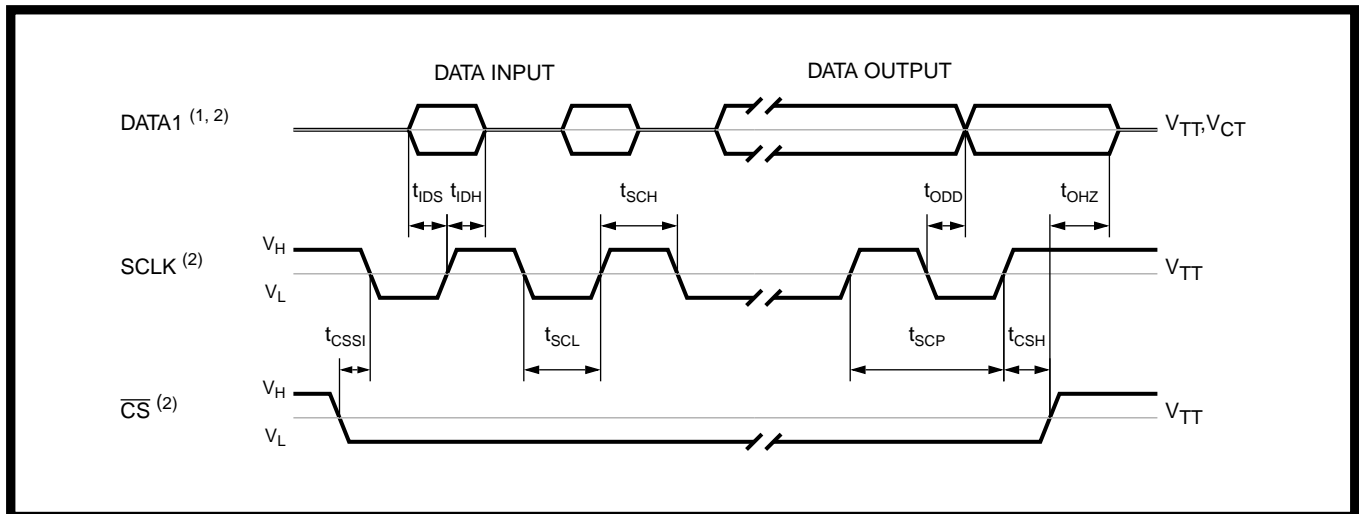 DATA INPUT DATA OUTPUT
DATA1 (1, 2) VTT,VCT
tIDS tIDH tSCH tODD tOHZ
VH
SCLK (2) VTT
VL
tCSSI tSCL tSCP tCSH
VH
CS (2) VTT
VL